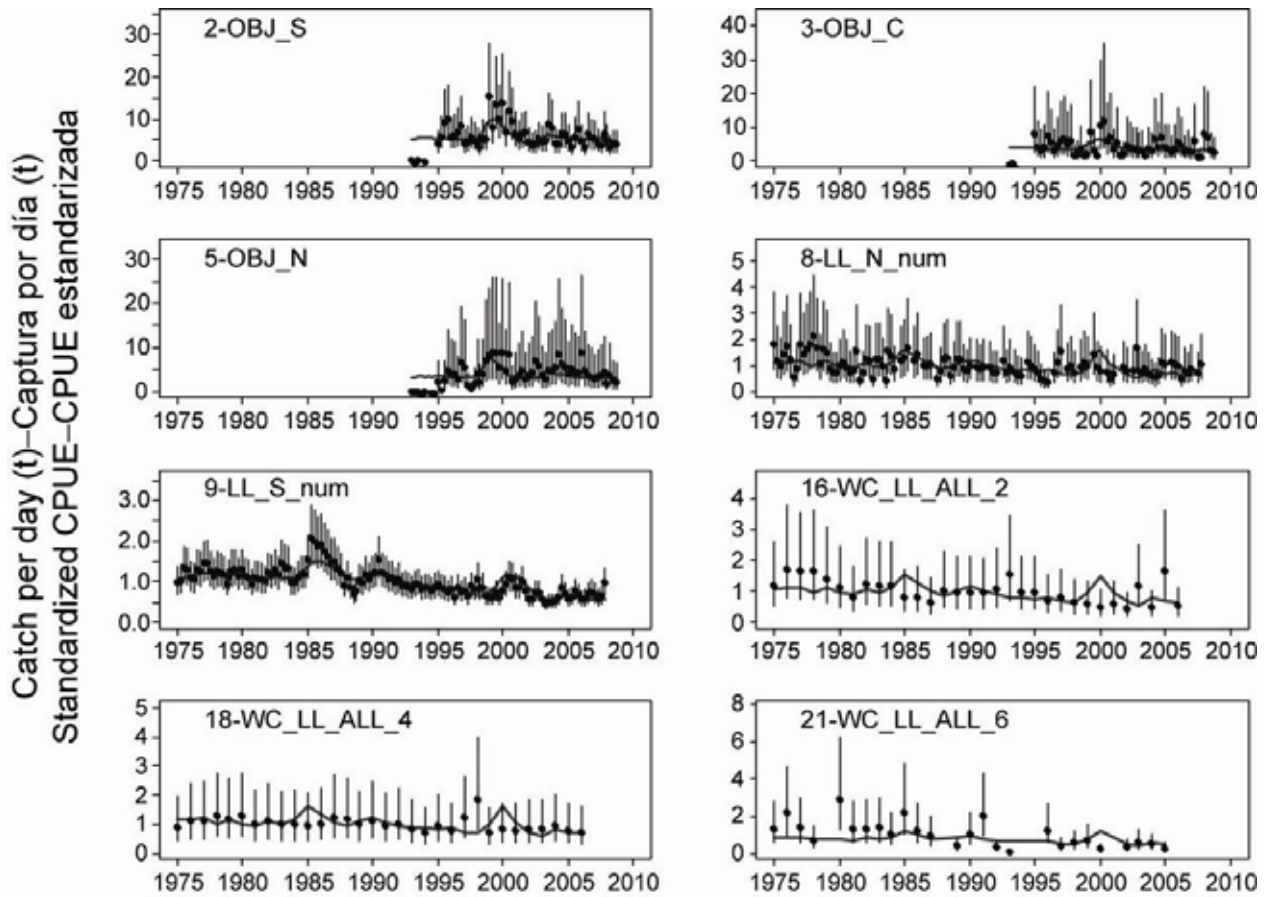 Catch per day (t)–Captura por día (t)
Standardized CPUE–CPUE estandarizada
2-OBJ_S
30
20
10
0
1975 1980 1985 1990 1995 2000 2005 2010
3-OBJ_C
40
30
20
10
0
1975 1980 1985 1990 1995 2000 2005 2010
5-OBJ_N
30
20
10
0
1975 1980 1985 1990 1995 2000 2005 2010
8-LL_N_num
5
4
3
2
1
0
1975 1980 1985 1990 1995 2000 2005 2010
9-LL_S_num
3.0
2.0
1.0
0.0
1975 1980 1985 1990 1995 2000 2005 2010
16-WC_LL_ALL_2
4
3
2
1
0
1975 1980 1985 1990 1995 2000 2005 2010
18-WC_LL_ALL_4
5
4
3
2
1
0
1975 1980 1985 1990 1995 2000 2005 2010
21-WC_LL_ALL_6
8
6
4
2
0
1975 1980 1985 1990 1995 2000 2005 2010